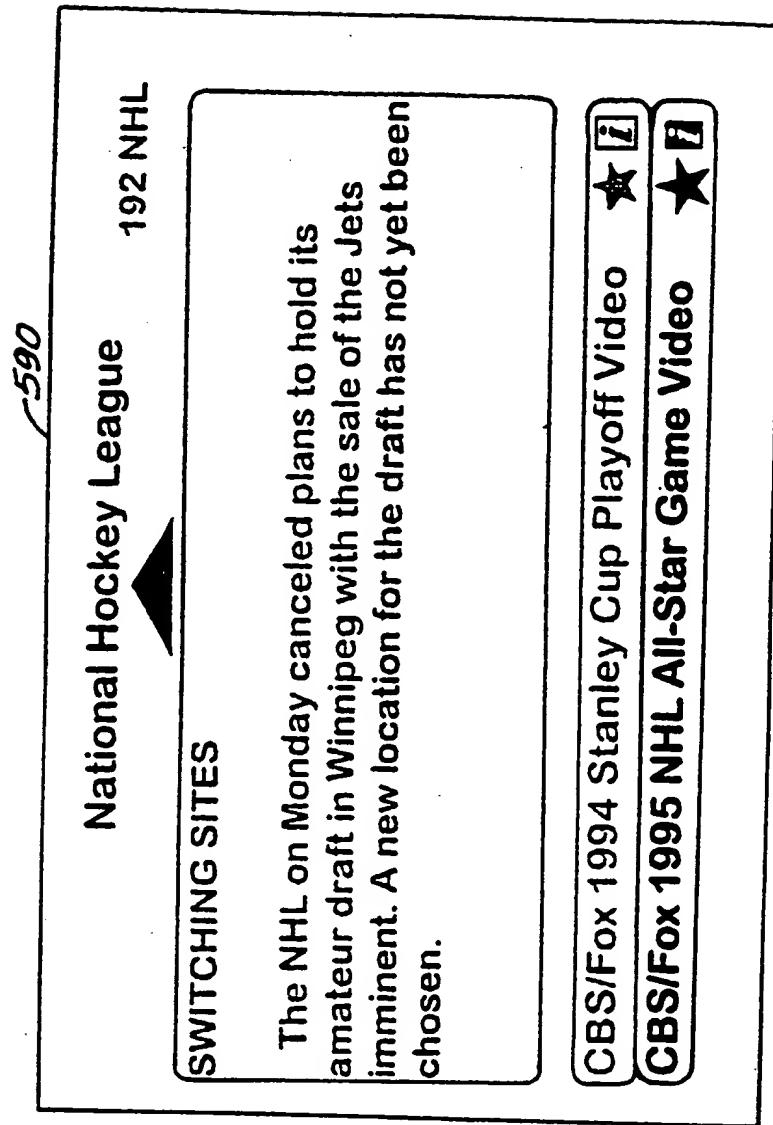 590
National Hockey League
192 NHL
SWITCHING SITES
The NHL on Monday canceled plans to hold its
amateur draft in Winnipeg with the sale of the Jets
imminent. A new location for the draft has not yet been
chosen.
CBS/Fox 1994 Stanley Cup Playoff Video i
CBS/Fox 1995 NHL All-Star Game Video i